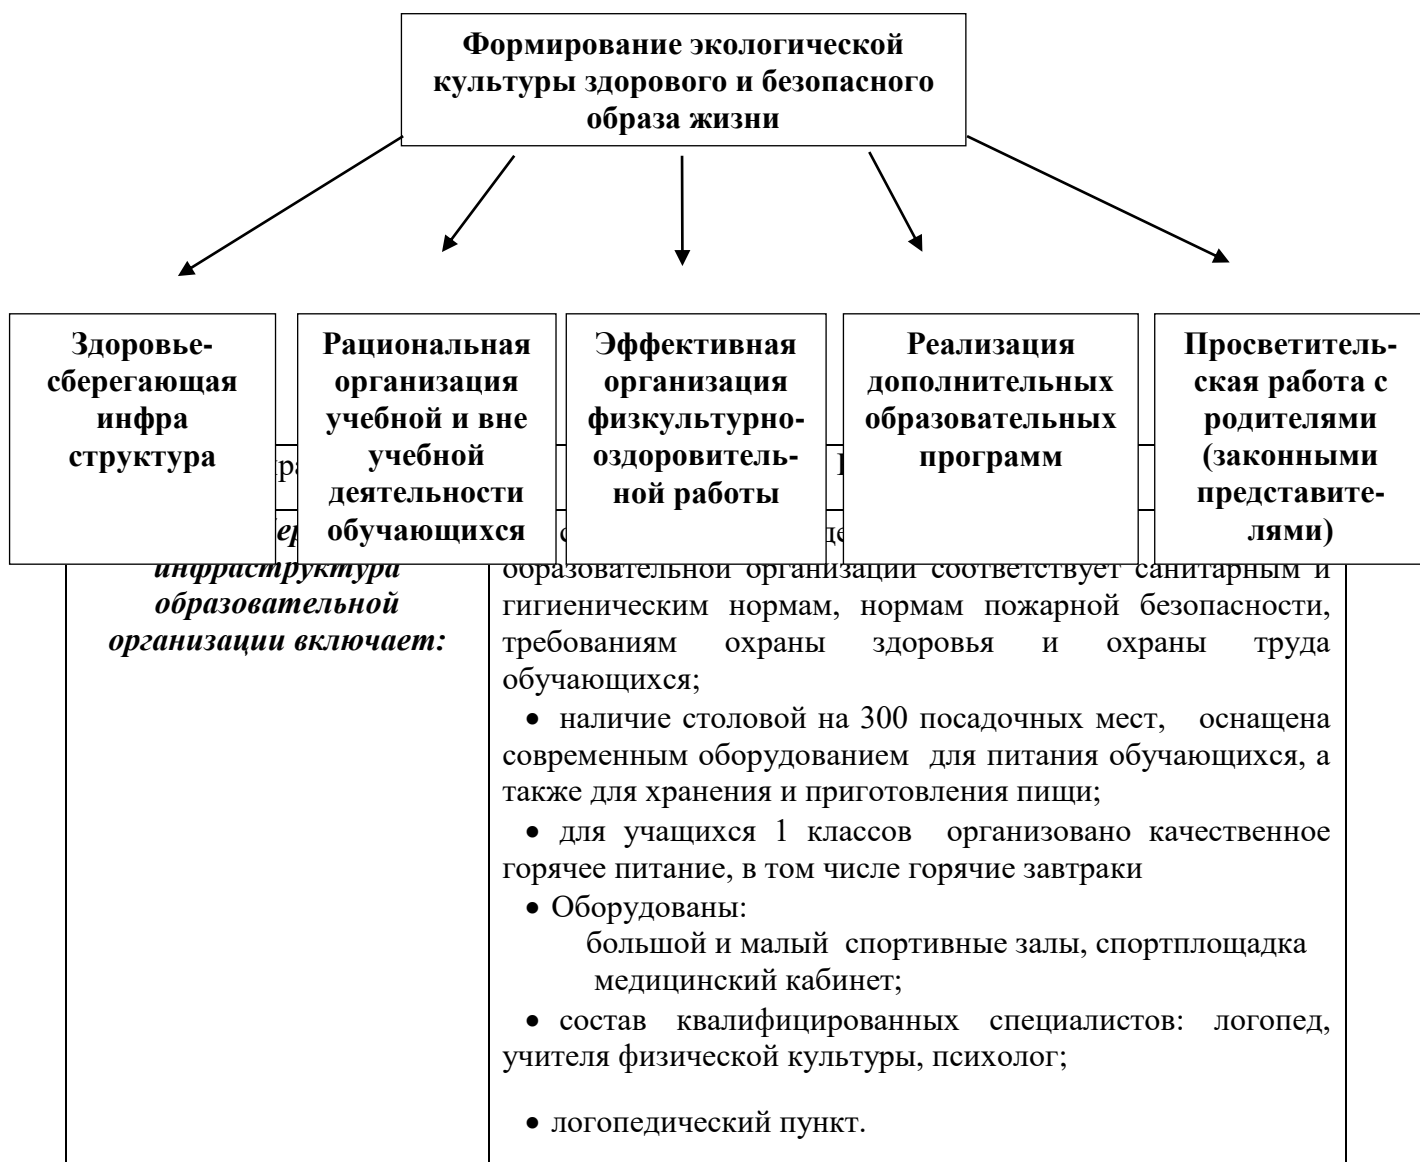 Формирование экологической
культуры здорового и безопасного
образа жизни
Здоровье-
сберегающая
инфра
структура
Рациональная
организация
учебной и вне
учебной
деятельности
обучающихся
Эффективная
организация
физкультурно-
оздоровитель-
ной работы
Реализация
дополнительных
образовательных
программ
Просветитель-
ская работа с
родителями
(законными
представите-
лями)
инфраструктура
образовательной
организации включает:
образовательной организации соответствует санитарным и
гигиеническим нормам, нормам пожарной безопасности,
требованиям охраны здоровья и охраны труда
обучающихся;
• наличие столовой на 300 посадочных мест, оснащена
современным оборудованием для питания обучающихся, а
также для хранения и приготовления пищи;
• для учащихся 1 классов организовано качественное
горячее питание, в том числе горячие завтраки
• Оборудованы:
большой и малый спортивные залы, спортплощадка
медицинский кабинет;
• состав квалифицированных специалистов: логопед,
учителя физической культуры, психолог;
• логопедический пункт.